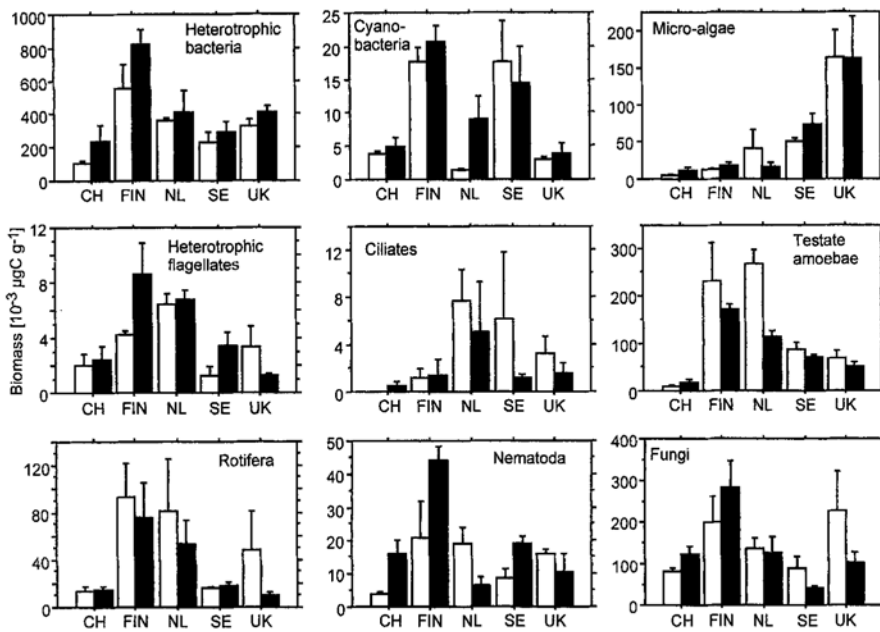 Heterotrophic
bacteria
1000
800
600
400
200
0
CH FIN NL SE UK
Cyano-
bacteria
25
20
15
10
5
0
CH FIN NL SE UK
Micro-algae
200
150
100
50
0
CH FIN NL SE UK
Biomass [10⁻³ µgC g⁻¹]
Heterotrophic
flagellates
12
8
4
2
0
CH FIN NL SE UK
Ciliates
12
8
4
0
CH FIN NL SE UK
Testate
amoebae
300
200
100
50
0
CH FIN NL SE UK
Rotifera
120
80
40
0
CH FIN NL SE UK
Nematoda
50
40
30
20
10
0
CH FIN NL SE UK
Fungi
400
300
200
100
0
CH FIN NL SE UK